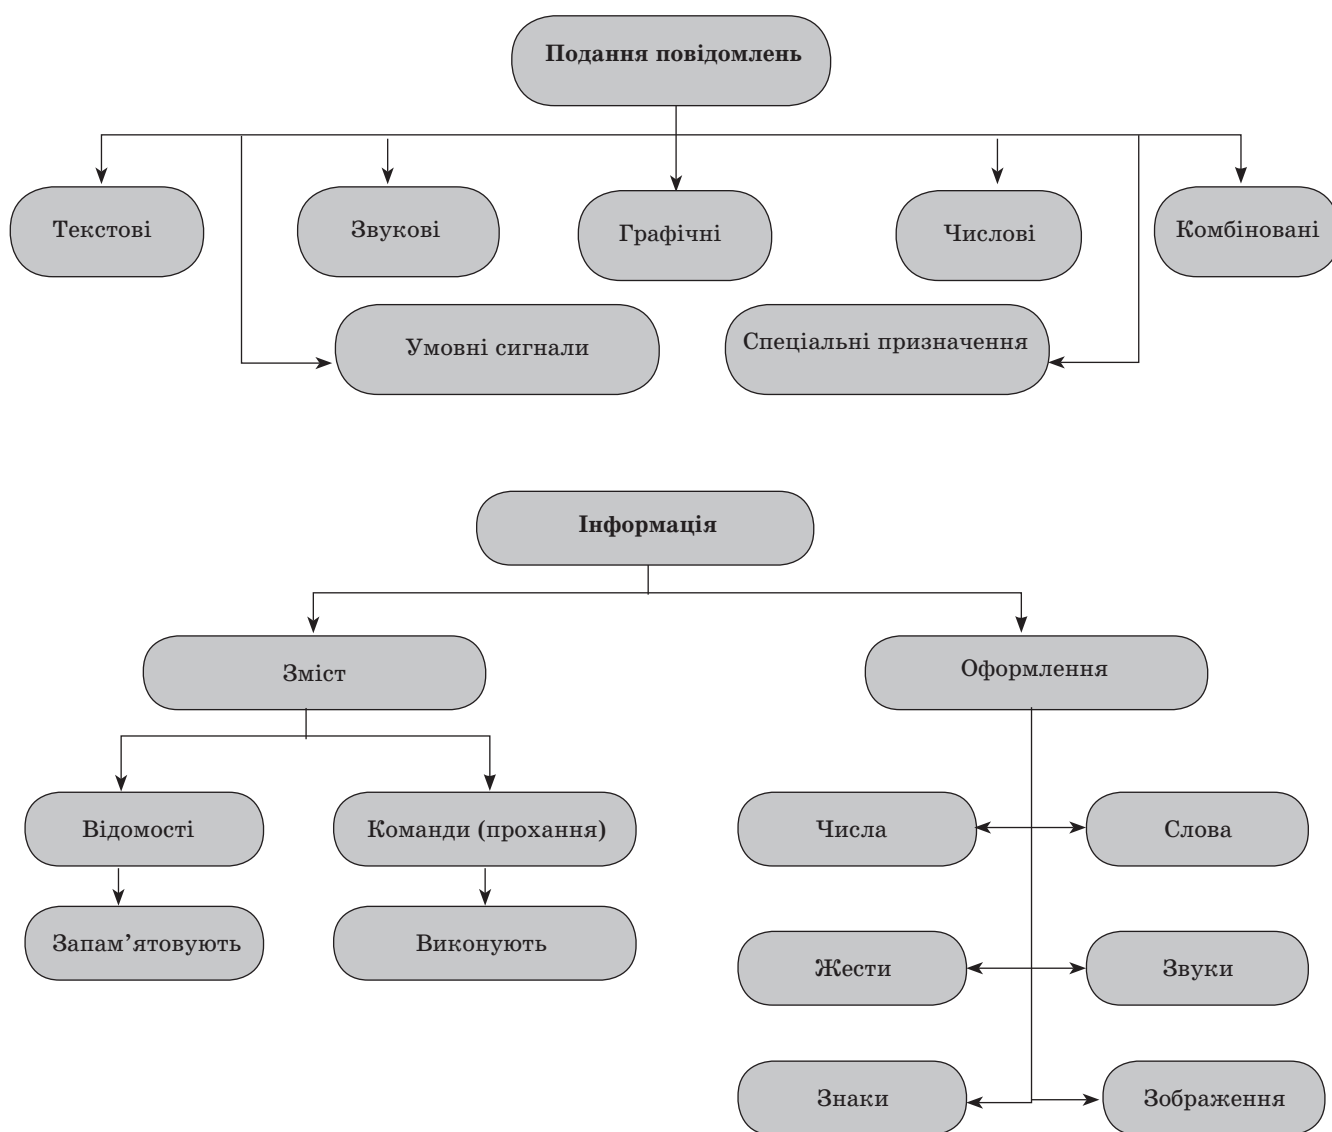 Подання повідомлень
Текстові
Звукові
Графічні
Числові
Комбіновані
Умовні сигнали
Спеціальні призначення
Інформація
Зміст
Оформлення
Відомості
Команди (прохання)
Числа
Слова
Запам’ятовують
Виконують
Жести
Звуки
Знаки
Зображення